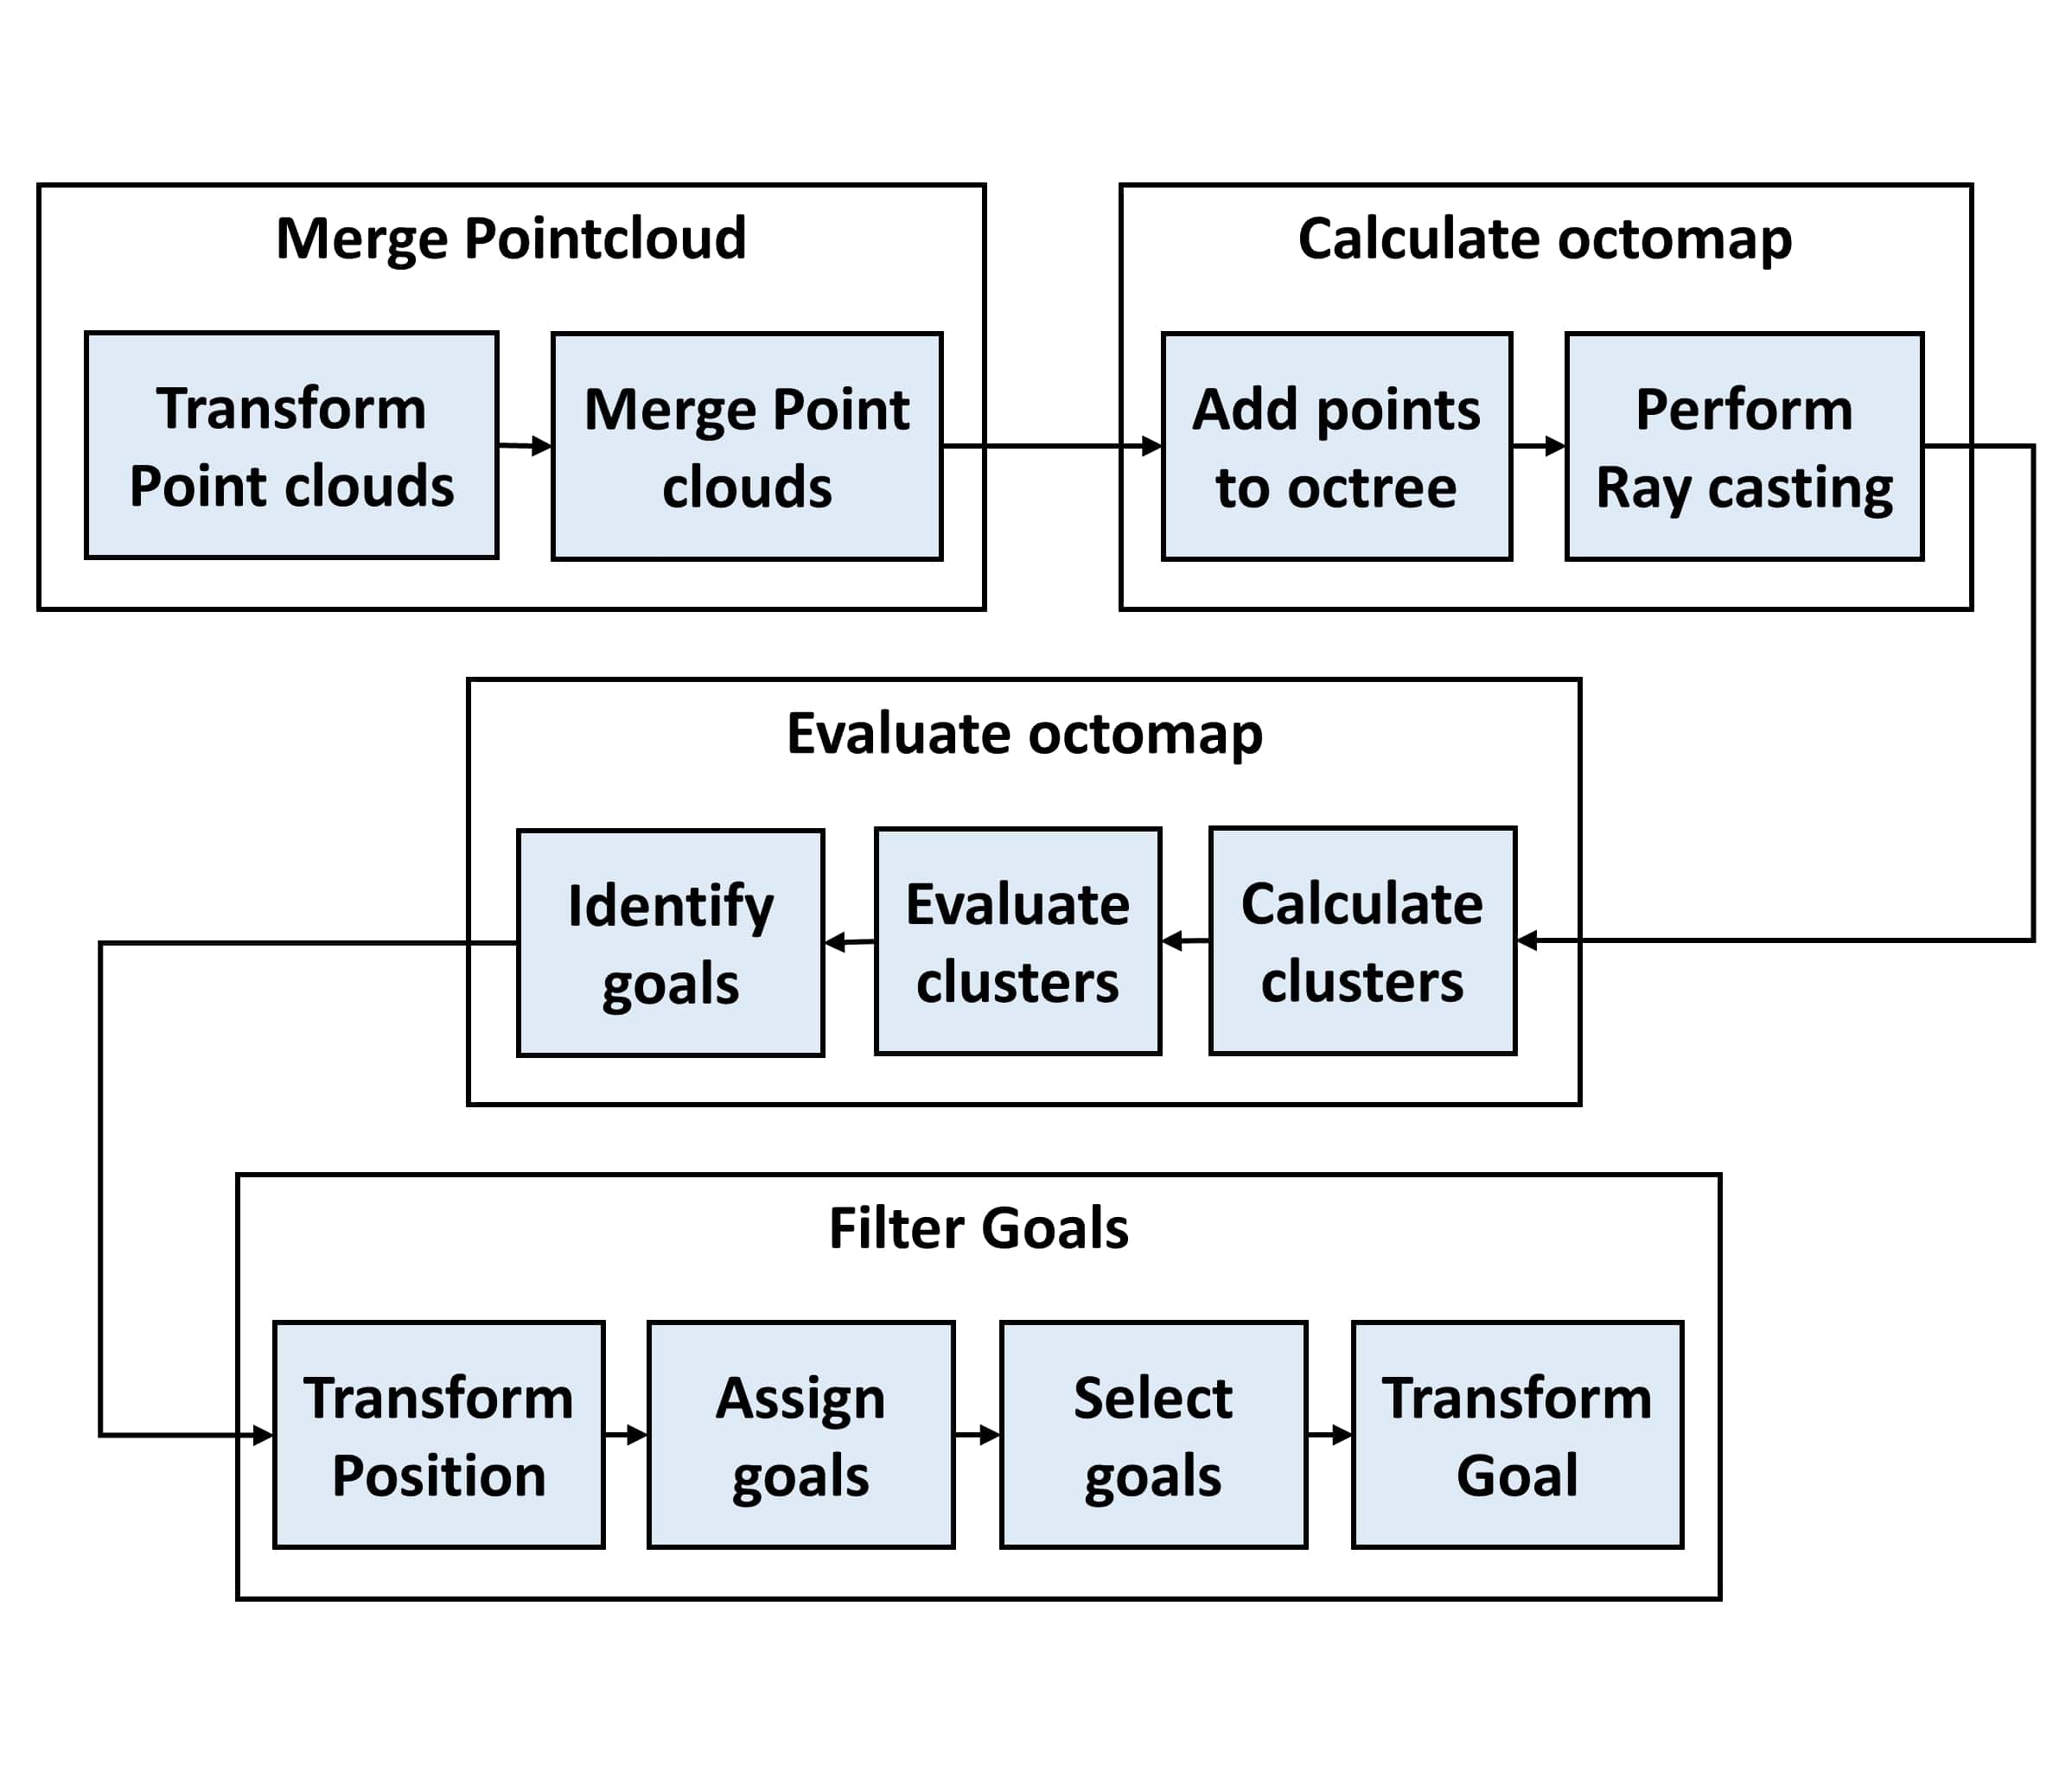 Merge Pointcloud
Transform
Point clouds
Merge Point
clouds
Calculate octomap
Add points
to octree
Perform
Ray casting
Evaluate octomap
Identify
goals
Evaluate
clusters
Calculate
clusters
Filter Goals
Transform
Position
Assign
goals
Select
goals
Transform
Goal